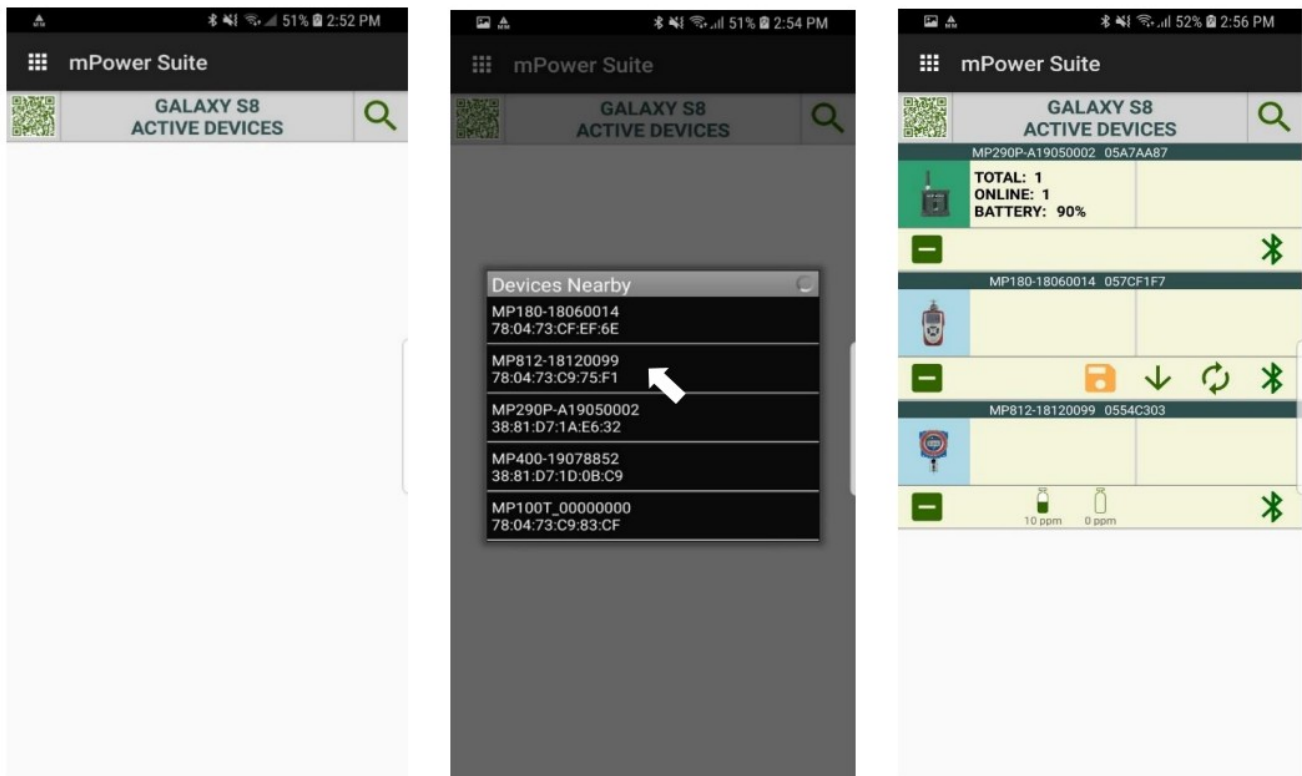 51% 2:52 PM
mPower Suite
GALAXY S8
ACTIVE DEVICES
51% 2:54 PM
mPower Suite
GALAXY S8
ACTIVE DEVICES
Devices Nearby
MP180-18060014
78:04:73:CF:EF:6E
MP812-18120099
78:04:73:C9:75:F1
MP290P-A19050002
38:81:D7:1A:E6:32
MP400-19078852
38:81:D7:1D:0B:C9
MP100T_00000000
78:04:73:C9:83:CF
52% 2:56 PM
mPower Suite
GALAXY S8
ACTIVE DEVICES
MP290P-A19050002 05A7AA87
TOTAL: 1
ONLINE: 1
BATTERY: 90%
MP180-18060014 057CF1F7
MP812-18120099 0554C303
10 ppm 0 ppm